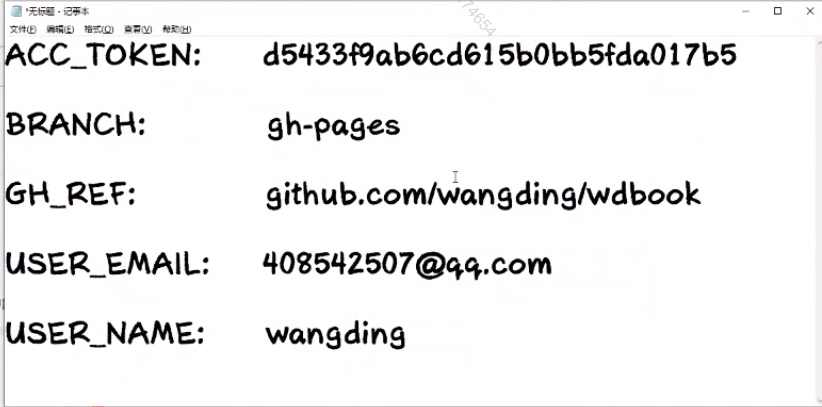 *无标题 - 记事本
文件(F) 编辑(E) 格式(O) 查看(V) 帮助(H)
ACC_TOKEN: d5433f9ab6cd615b0bb5fda017b5
BRANCH: gh-pages
GH_REF: github.com/wangding/wdbook
USER_EMAIL: 408542507@qq.com
USER_NAME: wangding